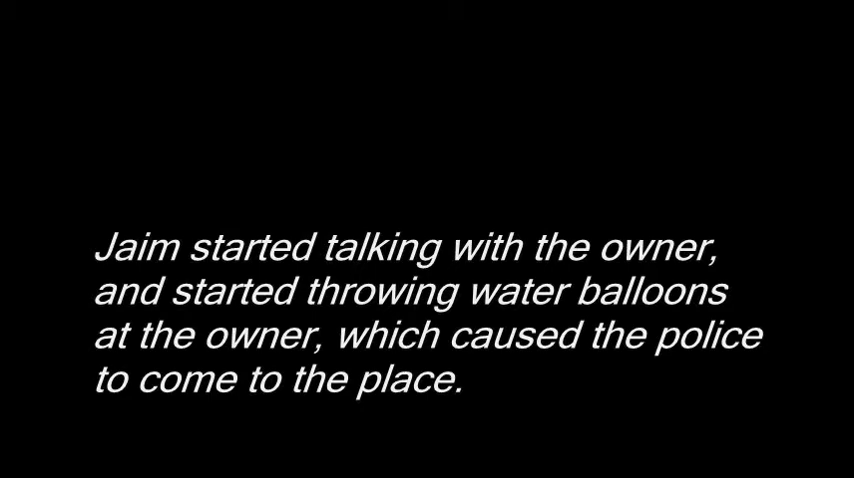 Jaim started talking with the owner,
and started throwing water balloons
at the owner, which caused the police
to come to the place.